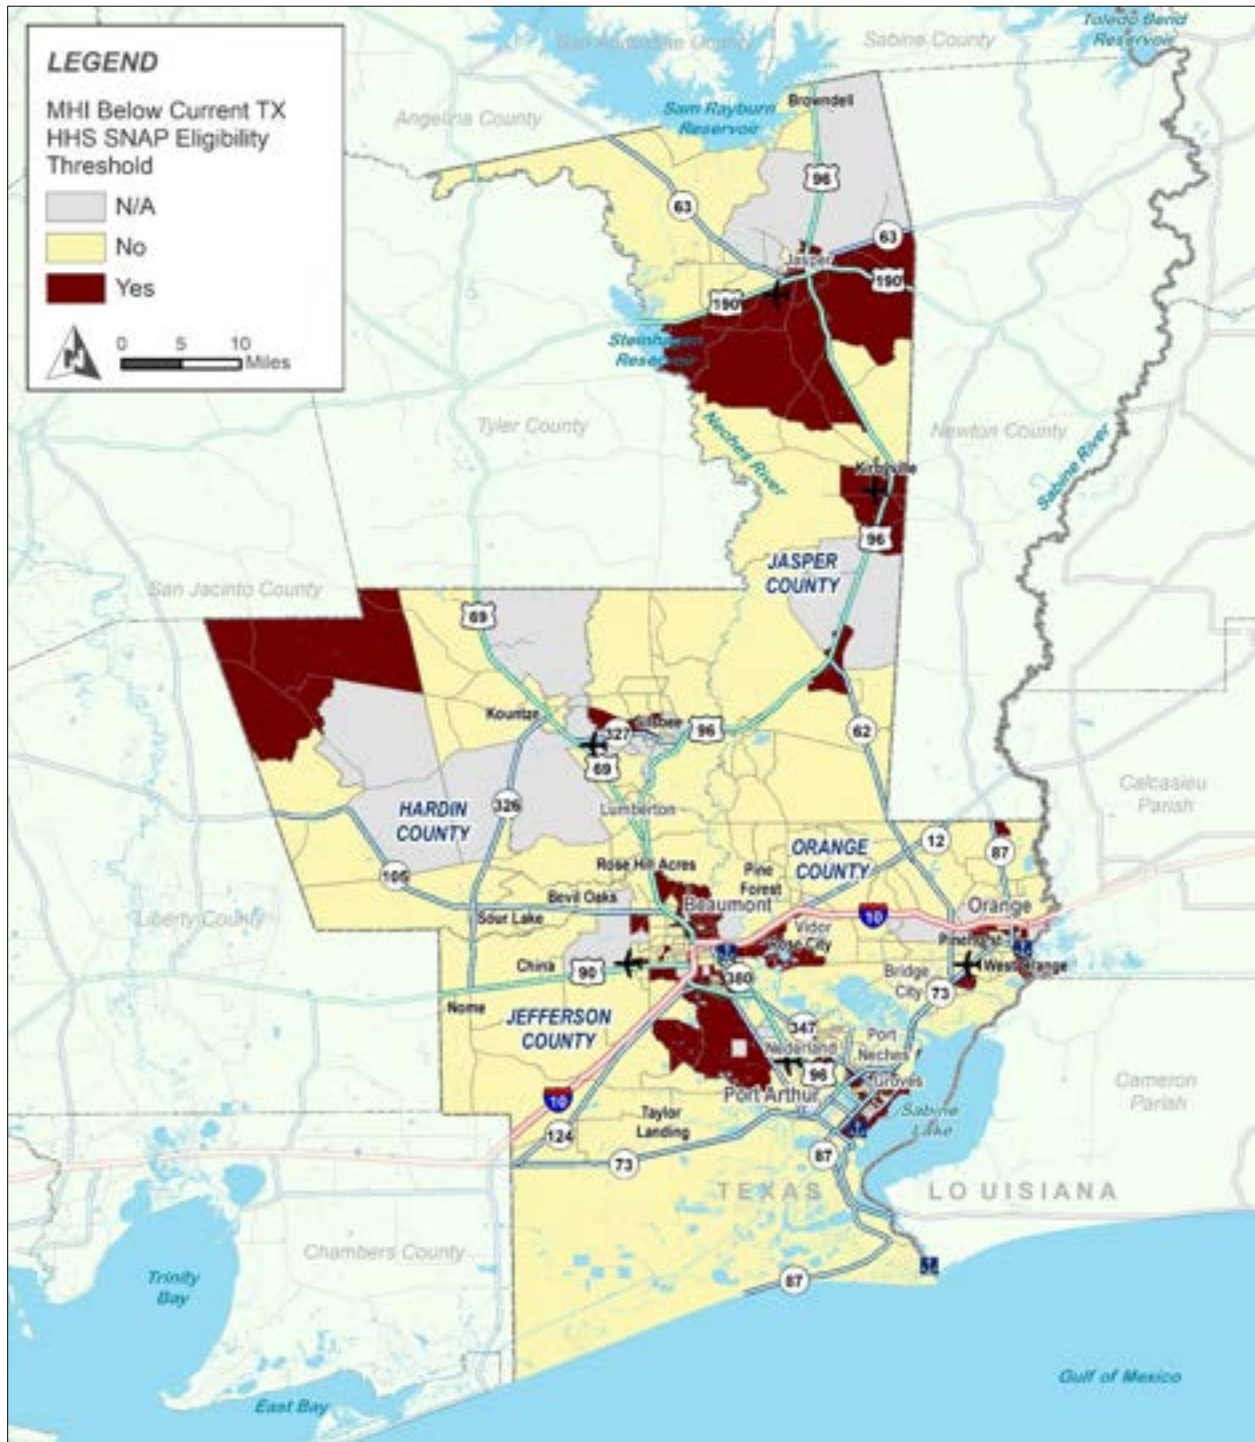 LEGEND
MHI Below Current TX
HHS SNAP Eligibility
Threshold
N/A
No
Yes
N
0 5 10
Miles
San Augustine County
Sabine County
Toledo Bend
Reservoir
Angelina County
Sam Rayburn
Reservoir
Browndell
96
63
63
Jasper
190
190
Steinhagen
Reservoir
Tyler County
Neches River
Newton County
Sabine River
Kirbyville
96
JASPER
COUNTY
San Jacinto County
69
Kountze
327
Silsbee
96
69
62
Lumberton
HARDIN
COUNTY
326
Calcasieu
Parish
ORANGE
COUNTY
12
87
105
Rose Hill Acres
Pine
Forest
Bevil Oaks
Beaumont
10
Orange
Liberty County
Sour Lake
Vidor
Rose City
Pinehurst
West Orange
China
90
380
Bridge
City
73
Nome
JEFFERSON
COUNTY
347
Nederland
Port
Neches
96
Groves
Port Arthur
Cameron
Parish
10
Taylor
Landing
Sabine
Lake
124
73
87
TEXAS
LOUISIANA
Chambers County
Trinity
Bay
87
East Bay
Gulf of Mexico